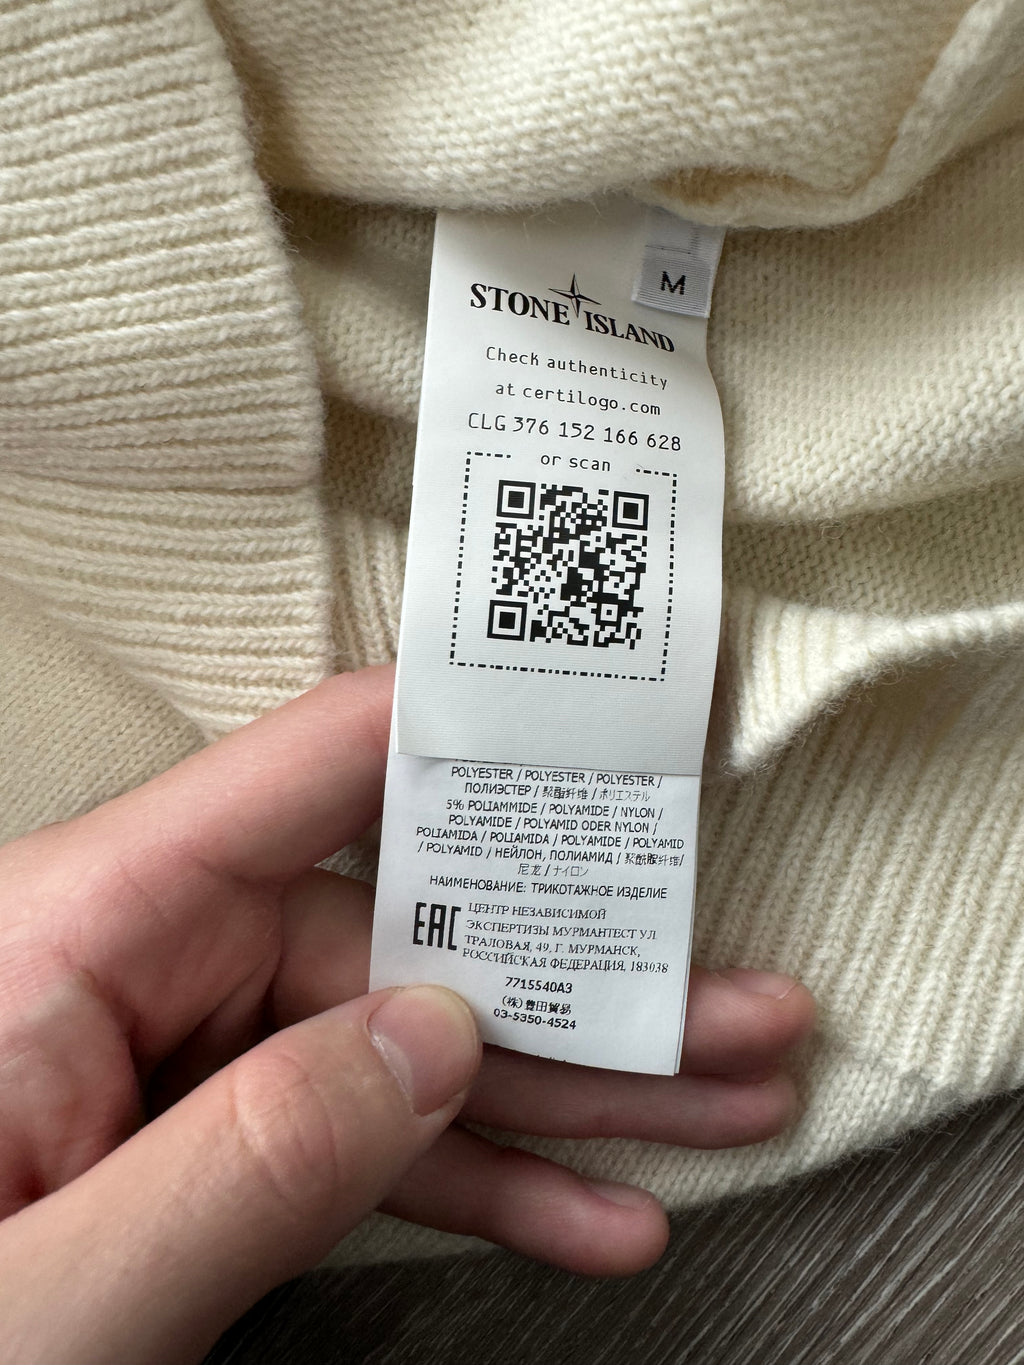 M
STONE ISLAND
Check authenticity
at certilogo.com
CLG 376 152 166 628
or scan
POLYESTER / POLYESTER / POLYESTER /
ПОЛИЭСТЕР / 聚酯纤维 / ポリエステル
5% POLIAMMIDE / POLYAMIDE / NYLON /
POLYAMIDE / POLYAMID ODER NYLON /
POLIAMIDA / POLIAMIDA / POLYAMIDE / POLYAMID
/ POLYAMID / НЕЙЛОН, ПОЛИАМИД / 聚酰胺纤维/
尼龙 / ナイロン
НАИМЕНОВАНИЕ: ТРИКОТАЖНОЕ ИЗДЕЛИЕ
EAC
ЦЕНТР НЕЗАВИСИМОЙ
ЭКСПЕРТИЗЫ МУРМАНТЕСТ УЛ.
ТРАЛОВАЯ, 49, Г. МУРМАНСК,
РОССИЙСКАЯ ФЕДЕРАЦИЯ, 183038
7715540A3
(株)豊田貿易
03-5350-4524